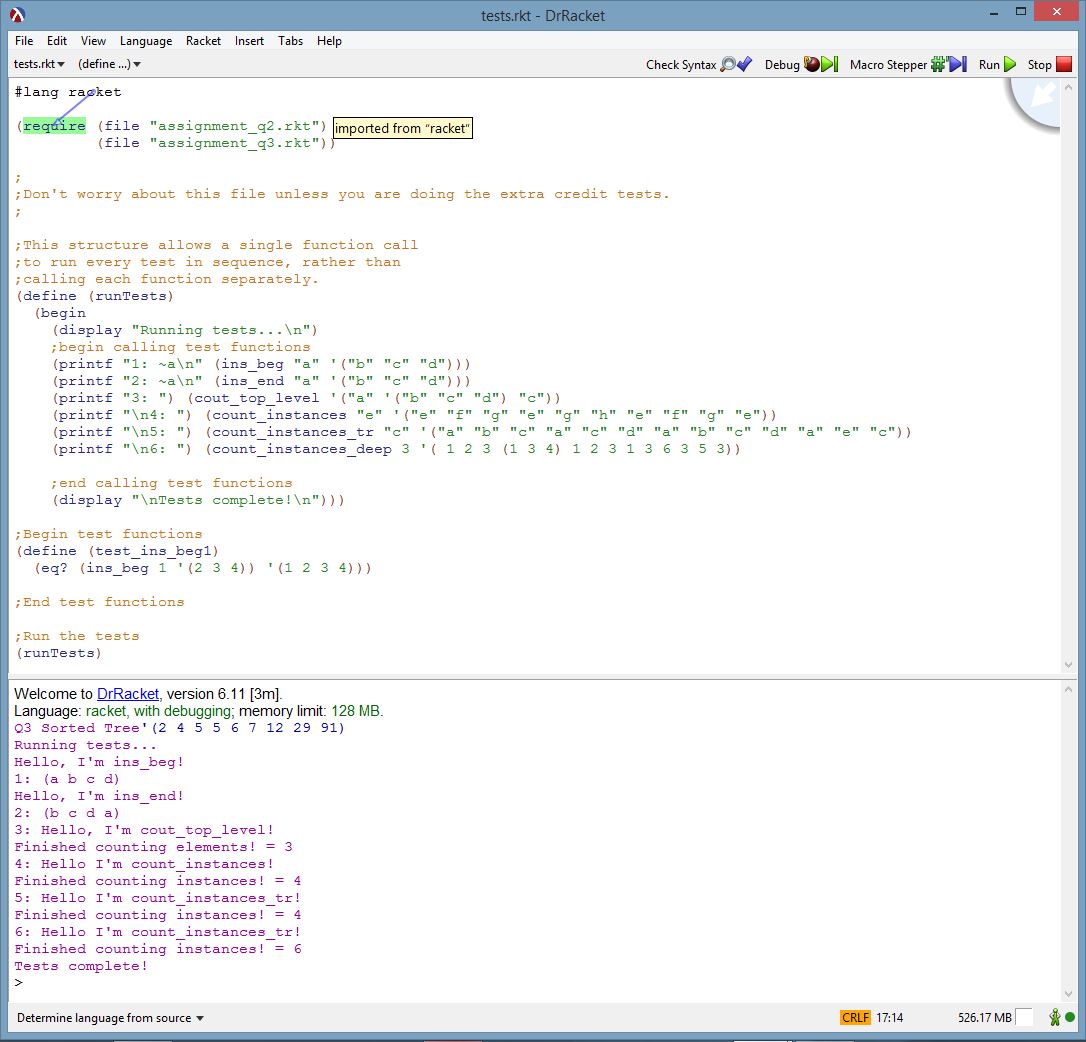 tests.rkt - DrRacket
File Edit View Language Racket Insert Tabs Help
tests.rkt (define ...) Check Syntax Debug Macro Stepper Run Stop
#lang racket
(require (file "assignment_q2.rkt") imported from "racket"
(file "assignment_q3.rkt"))
;
;Don't worry about this file unless you are doing the extra credit tests.
;
;This structure allows a single function call
;to run every test in sequence, rather than
;calling each function separately.
(define (runTests)
(begin
(display "Running tests...\n")
;begin calling test functions
(printf "1: ~a\n" (ins_beg "a" '("b" "c" "d")))
(printf "2: ~a\n" (ins_end "a" '("b" "c" "d")))
(printf "3: ") (cout_top_level '("a" '("b" "c" "d") "c"))
(printf "\n4: ") (count_instances "e" '("e" "f" "g" "e" "g" "h" "e" "f" "g" "e"))
(printf "\n5: ") (count_instances_tr "c" '("a" "b" "c" "a" "c" "d" "a" "b" "c" "d" "a" "e" "c"))
(printf "\n6: ") (count_instances_deep 3 '( 1 2 3 (1 3 4) 1 2 3 1 3 6 3 5 3))
;end calling test functions
(display "\nTests complete!\n")))
;Begin test functions
(define (test_ins_beg1)
(eq? (ins_beg 1 '(2 3 4)) '(1 2 3 4)))
;End test functions
;Run the tests
(runTests)
Welcome to DrRacket, version 6.11 [3m].
Language: racket, with debugging; memory limit: 128 MB.
Q3 Sorted Tree'(2 4 5 5 6 7 12 29 91)
Running tests...
Hello, I'm ins_beg!
1: (a b c d)
Hello, I'm ins_end!
2: (b c d a)
3: Hello, I'm cout_top_level!
Finished counting elements! = 3
4: Hello I'm count_instances!
Finished counting instances! = 4
5: Hello I'm count_instances_tr!
Finished counting instances! = 4
6: Hello I'm count_instances_tr!
Finished counting instances! = 6
Tests complete!
>
Determine language from source CRLF 17:14 526.17 MB